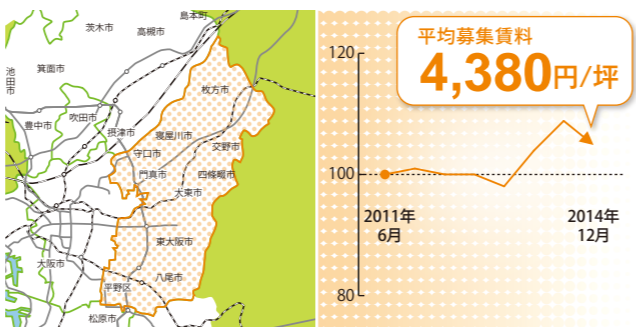 島本町
茨木市
高槻市
箕面市
池田市
枚方市
吹田市
豊中市
摂津市
寝屋川市
交野市
守口市
門真市
四條畷市
大東市
東大阪市
大阪市
八尾市
平野区
松原市
平均募集賃料
4,380円/坪
120
100
80
2011年
6月
2014年
12月